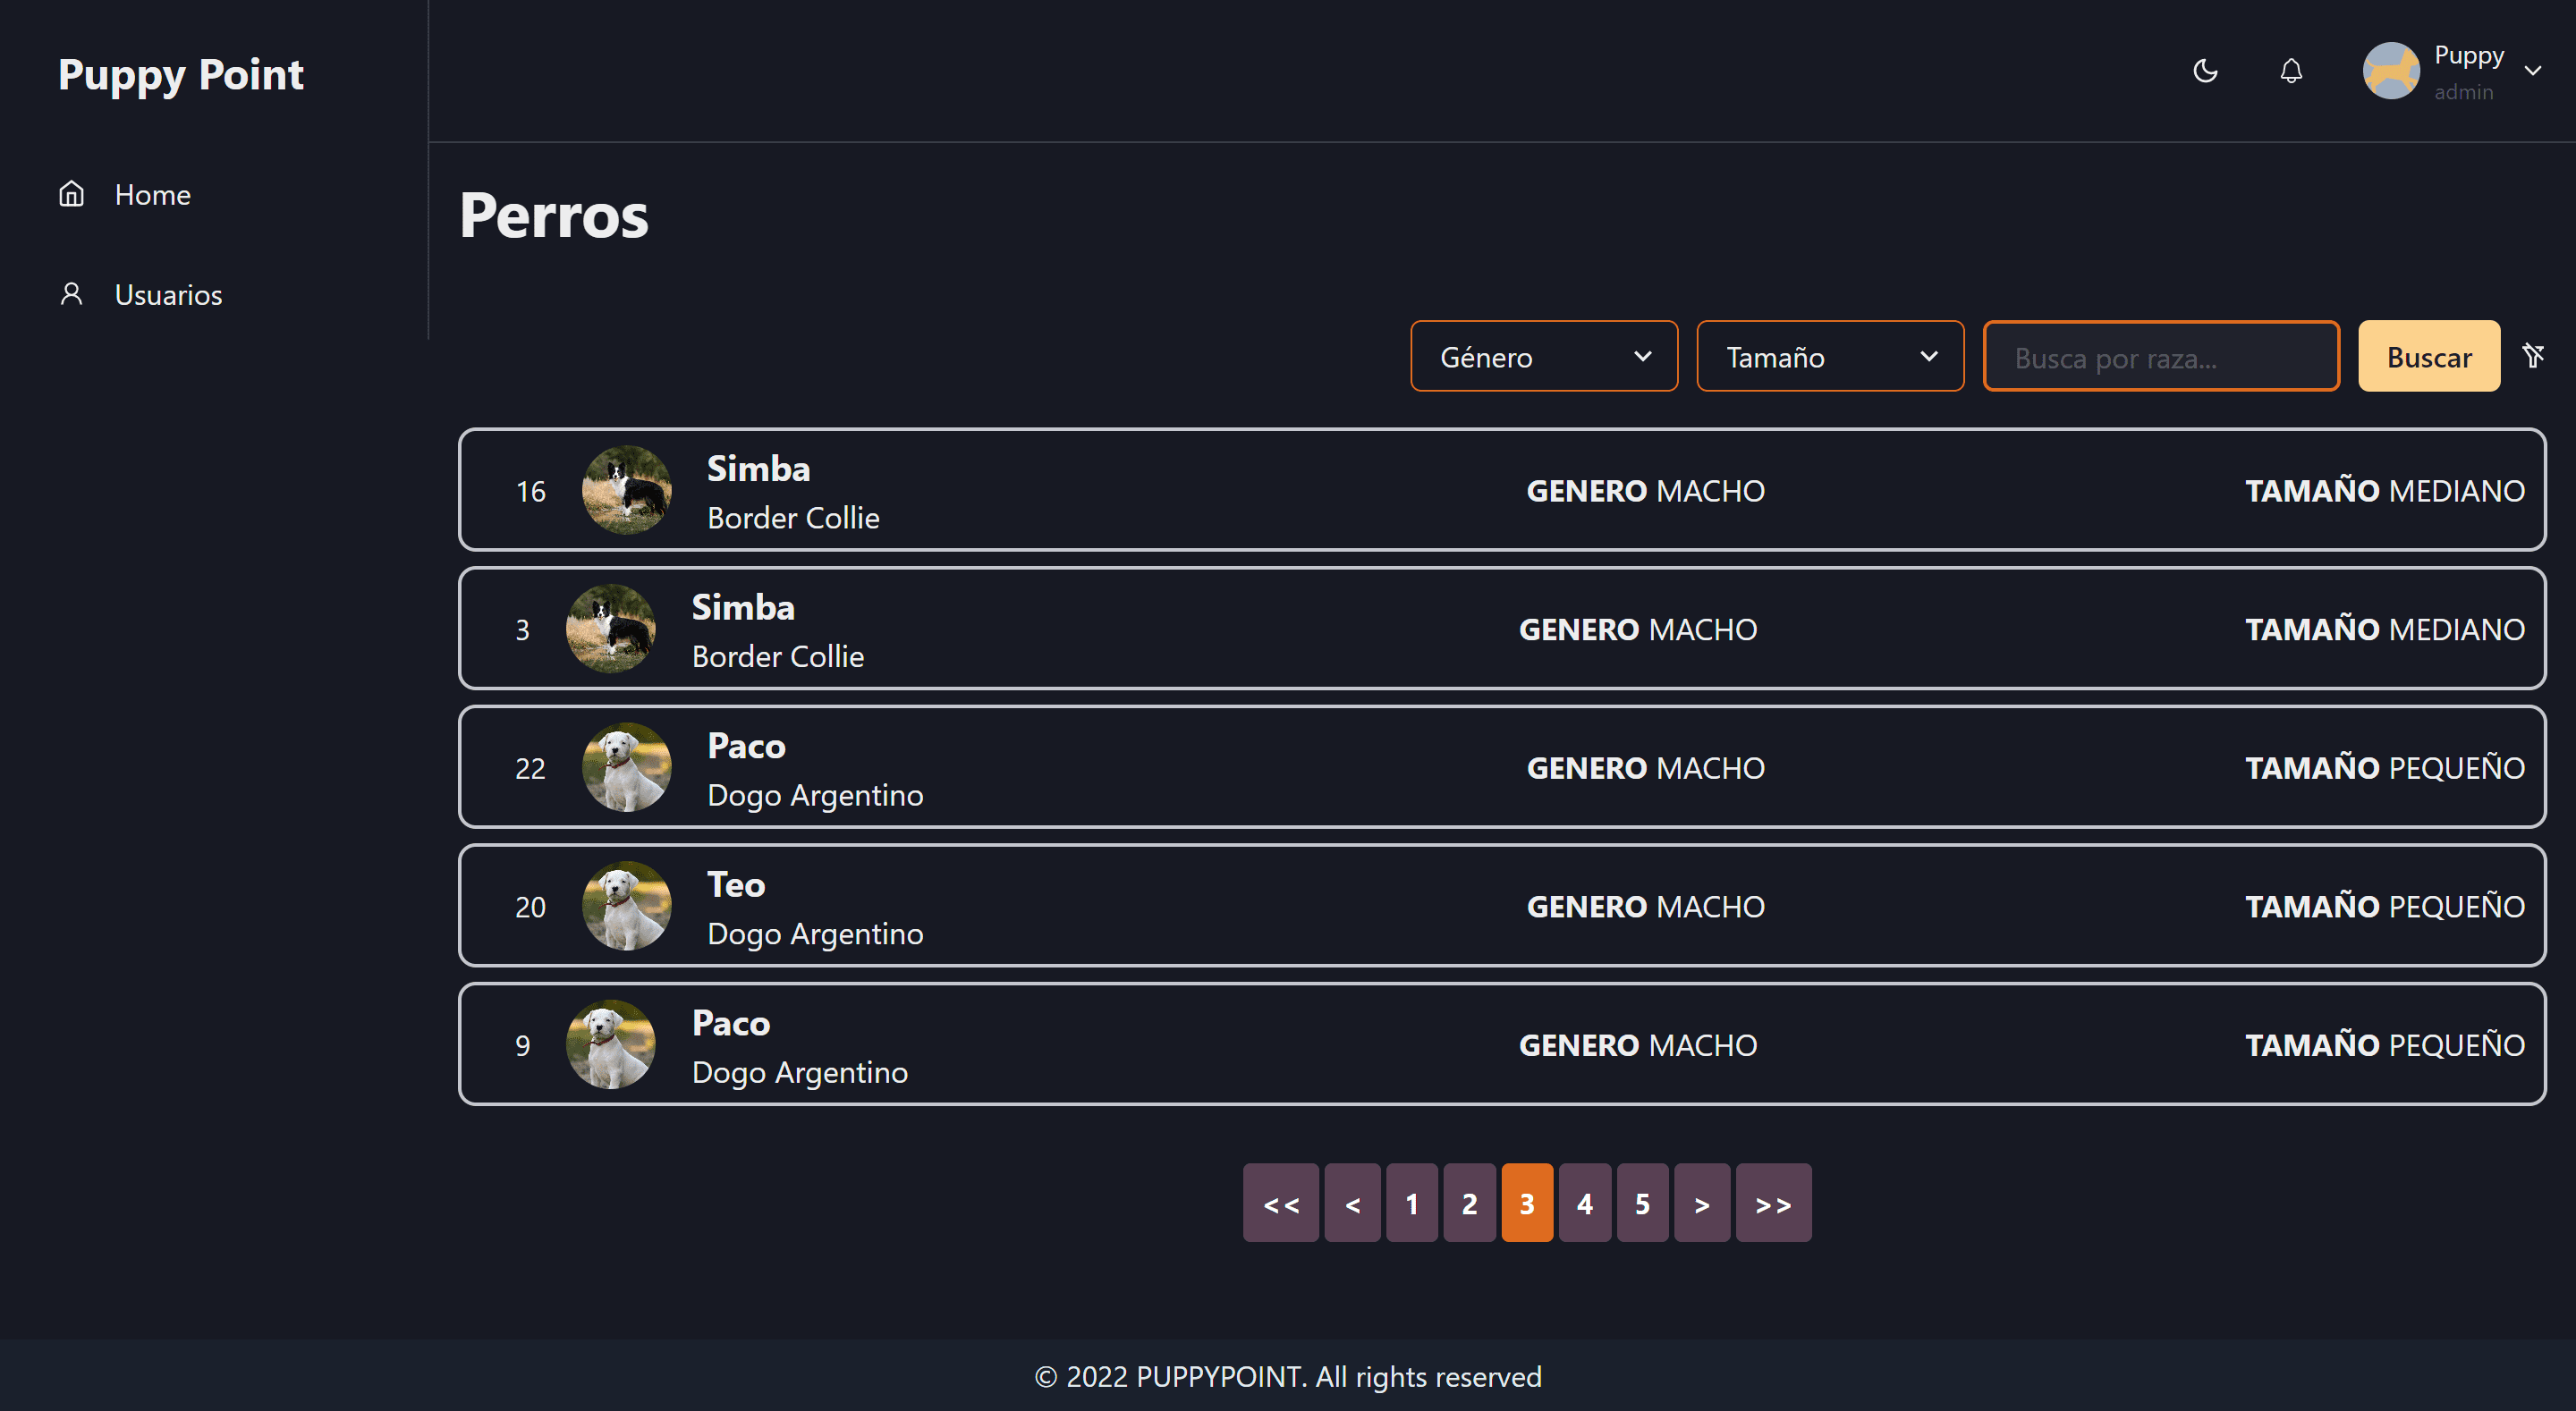 Puppy Point
Puppy
admin
Home
Usuarios
Perros
Género
Tamaño
Busca por raza...
Buscar
16
Simba
Border Collie
GENERO MACHO
TAMAÑO MEDIANO
3
Simba
Border Collie
GENERO MACHO
TAMAÑO MEDIANO
22
Paco
Dogo Argentino
GENERO MACHO
TAMAÑO PEQUEÑO
20
Teo
Dogo Argentino
GENERO MACHO
TAMAÑO PEQUEÑO
9
Paco
Dogo Argentino
GENERO MACHO
TAMAÑO PEQUEÑO
<< < 1 2 3 4 5 > >>
© 2022 PUPPYPOINT. All rights reserved